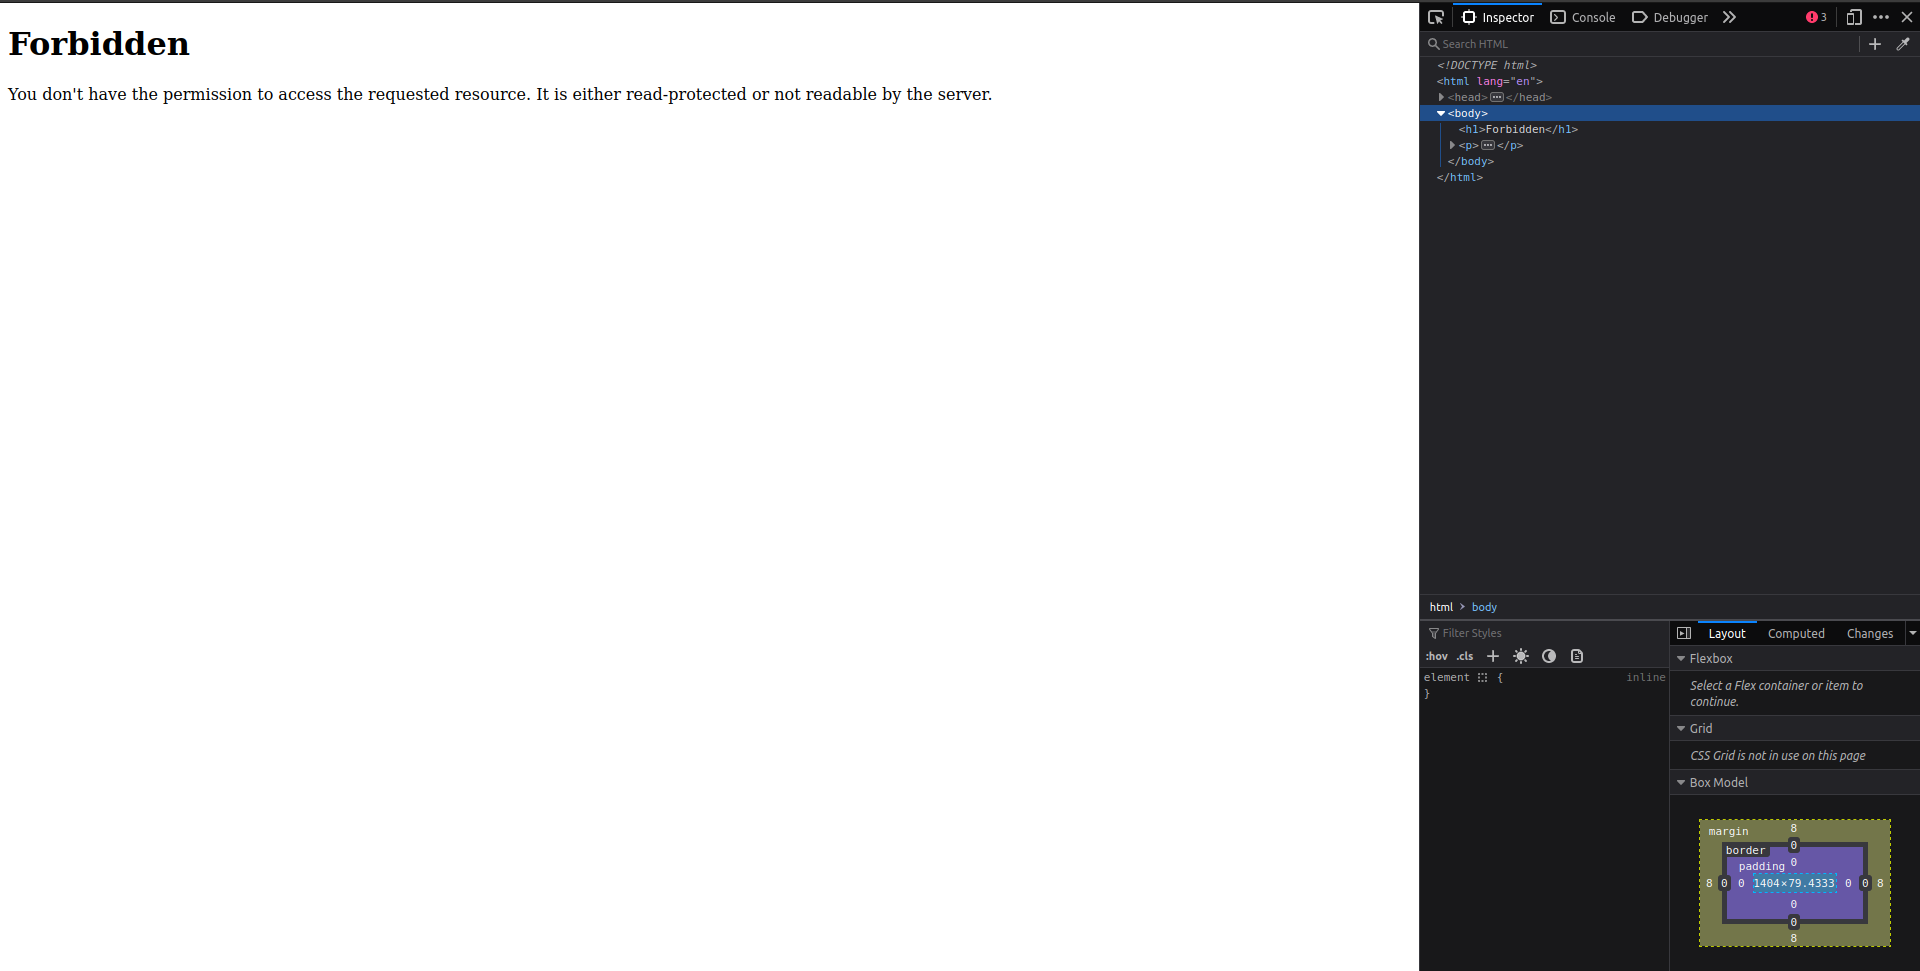 Forbidden
You don't have the permission to access the requested resource. It is either read-protected or not readable by the server.
Inspector Console Debugger 3
Search HTML
<!DOCTYPE html>
<html lang="en">
<head>•••</head>
<body>
<h1>Forbidden</h1>
<p>•••</p>
</body>
</html>
html > body
Filter Styles
:hov .cls
element { inline
}
Layout Computed Changes
Flexbox
Select a Flex container or item to
continue.
Grid
CSS Grid is not in use on this page
Box Model
margin 8
border 0
padding 0
8 0 0 1404×79.4333 0 0 8
0
0
8